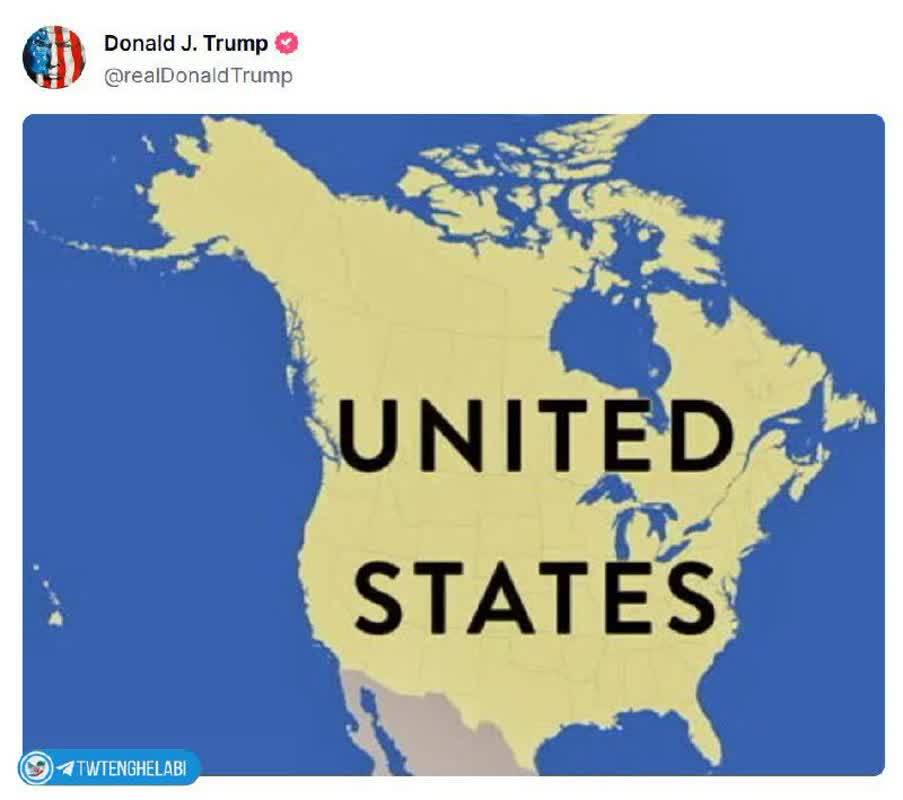 Donald J. Trump
@realDonaldTrump
UNITED
STATES
TWTENGHELABI